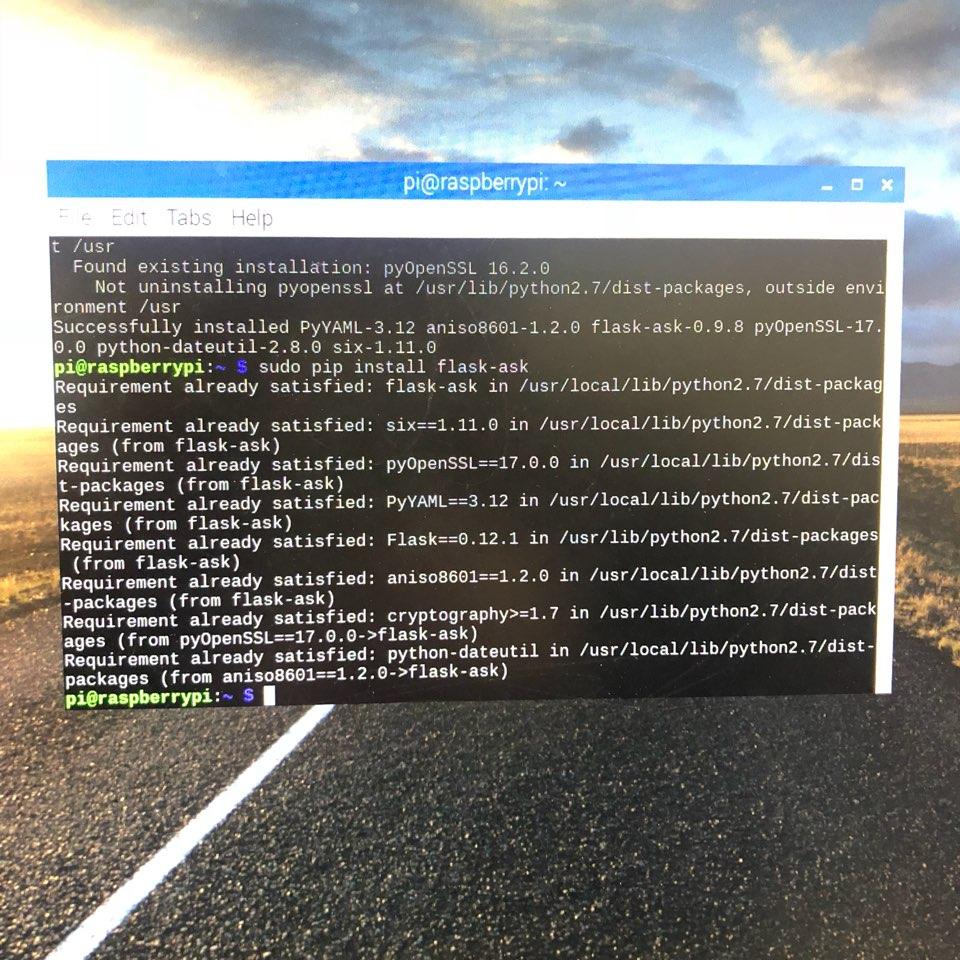 pi@raspberrypi: ~
File Edit Tabs Help
t /usr
  Found existing installation: pyOpenSSL 16.2.0
    Not uninstalling pyopenssl at /usr/lib/python2.7/dist-packages, outside envi
ronment /usr
Successfully installed PyYAML-3.12 aniso8601-1.2.0 flask-ask-0.9.8 pyOpenSSL-17.
0.0 python-dateutil-2.8.0 six-1.11.0
pi@raspberrypi:~ $ sudo pip install flask-ask
Requirement already satisfied: flask-ask in /usr/local/lib/python2.7/dist-packag
es
Requirement already satisfied: six==1.11.0 in /usr/local/lib/python2.7/dist-pack
ages (from flask-ask)
Requirement already satisfied: pyOpenSSL==17.0.0 in /usr/local/lib/python2.7/dis
t-packages (from flask-ask)
Requirement already satisfied: PyYAML==3.12 in /usr/local/lib/python2.7/dist-pac
kages (from flask-ask)
Requirement already satisfied: Flask==0.12.1 in /usr/local/lib/python2.7/dist-packages
 (from flask-ask)
Requirement already satisfied: aniso8601==1.2.0 in /usr/local/lib/python2.7/dist
-packages (from flask-ask)
Requirement already satisfied: cryptography>=1.7 in /usr/local/lib/python2.7/dist-pack
ages (from pyOpenSSL==17.0.0->flask-ask)
Requirement already satisfied: python-dateutil in /usr/local/lib/python2.7/dist-
packages (from aniso8601==1.2.0->flask-ask)
pi@raspberrypi:~ $